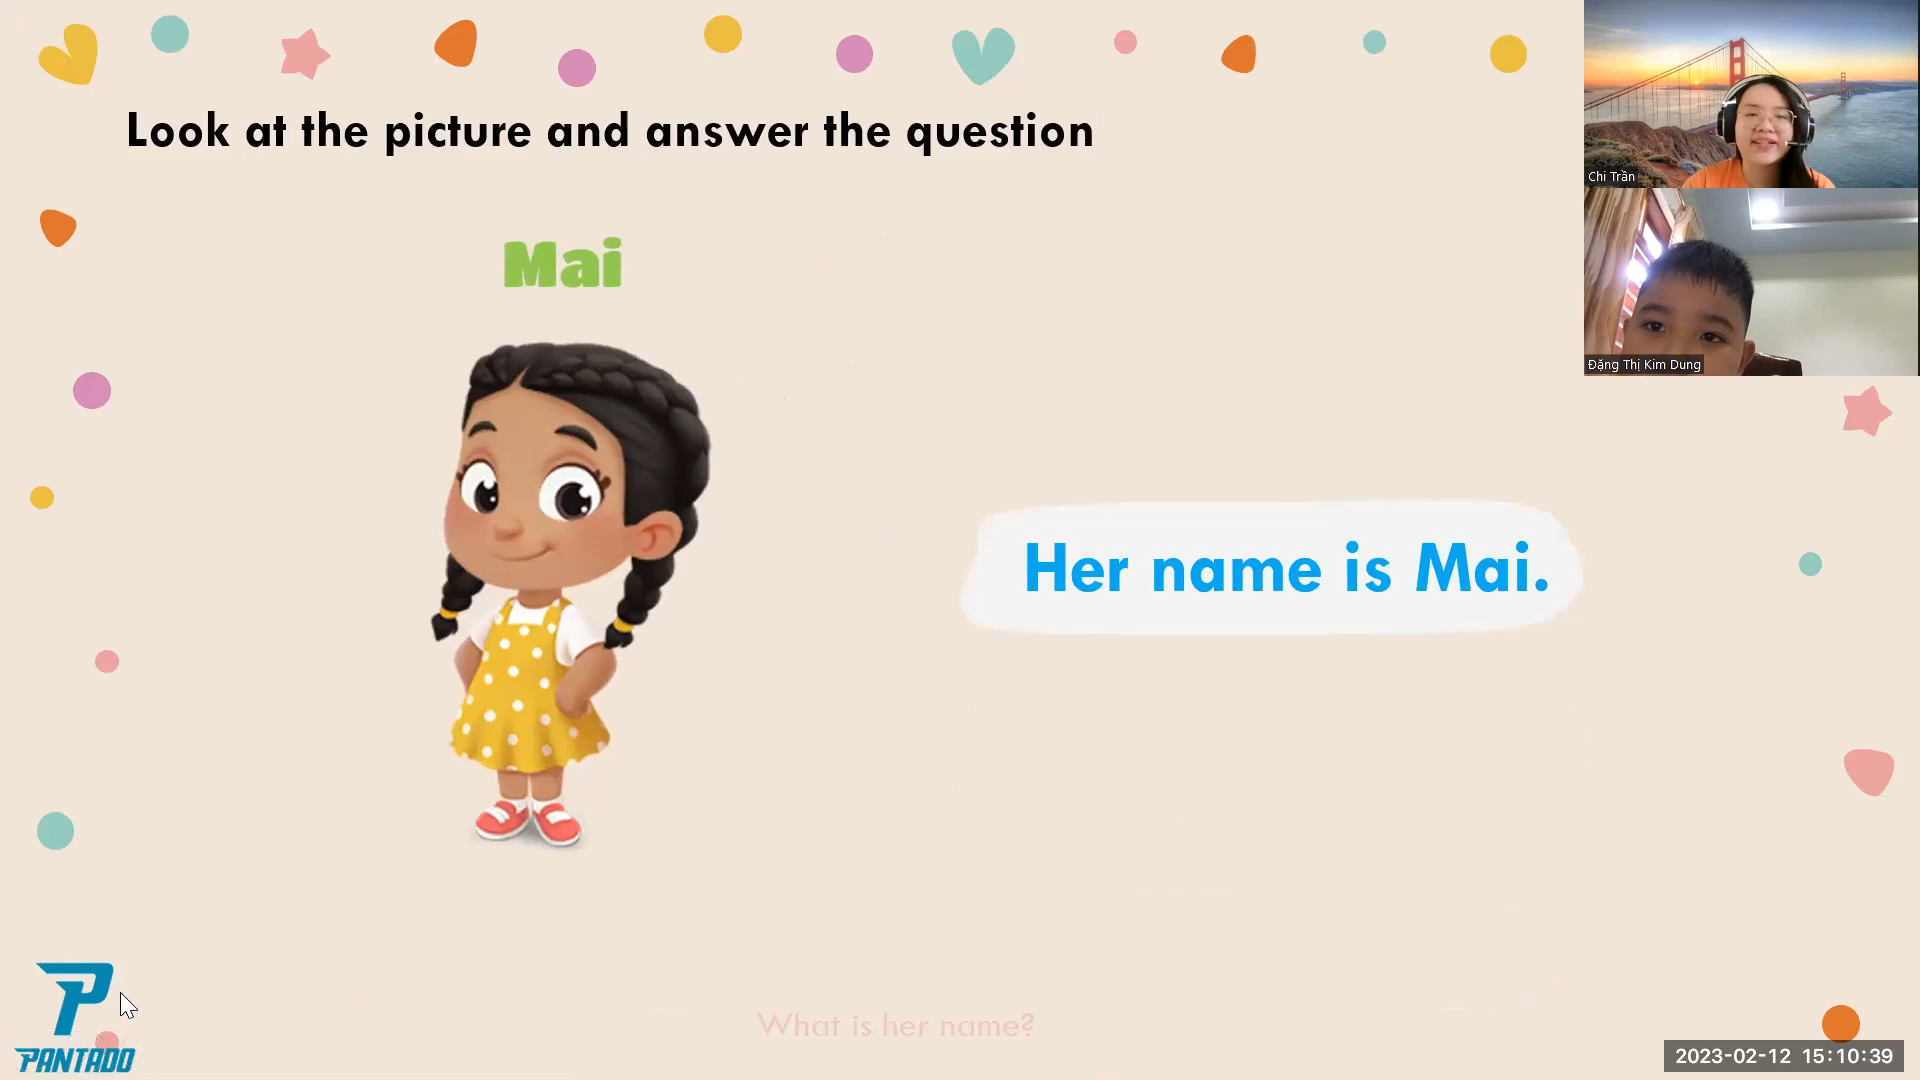 Look at the picture and answer the question
Chi Trần
Mai
Đặng Thị Kim Dung
Her name is Mai.
What is her name?
PANTADO
2023-02-12 15:10:39